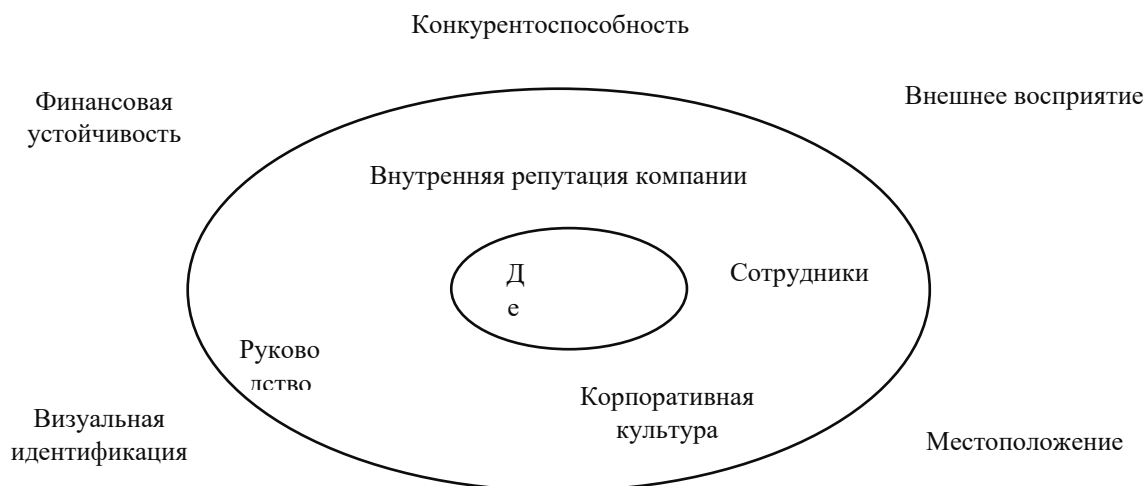 Конкурентоспособность
Финансовая
устойчивость
Внешнее восприятие
Внутренняя репутация компании
Д
е
Сотрудники
Руково
дство
Корпоративная
культура
Визуальная
идентификация
Местоположение